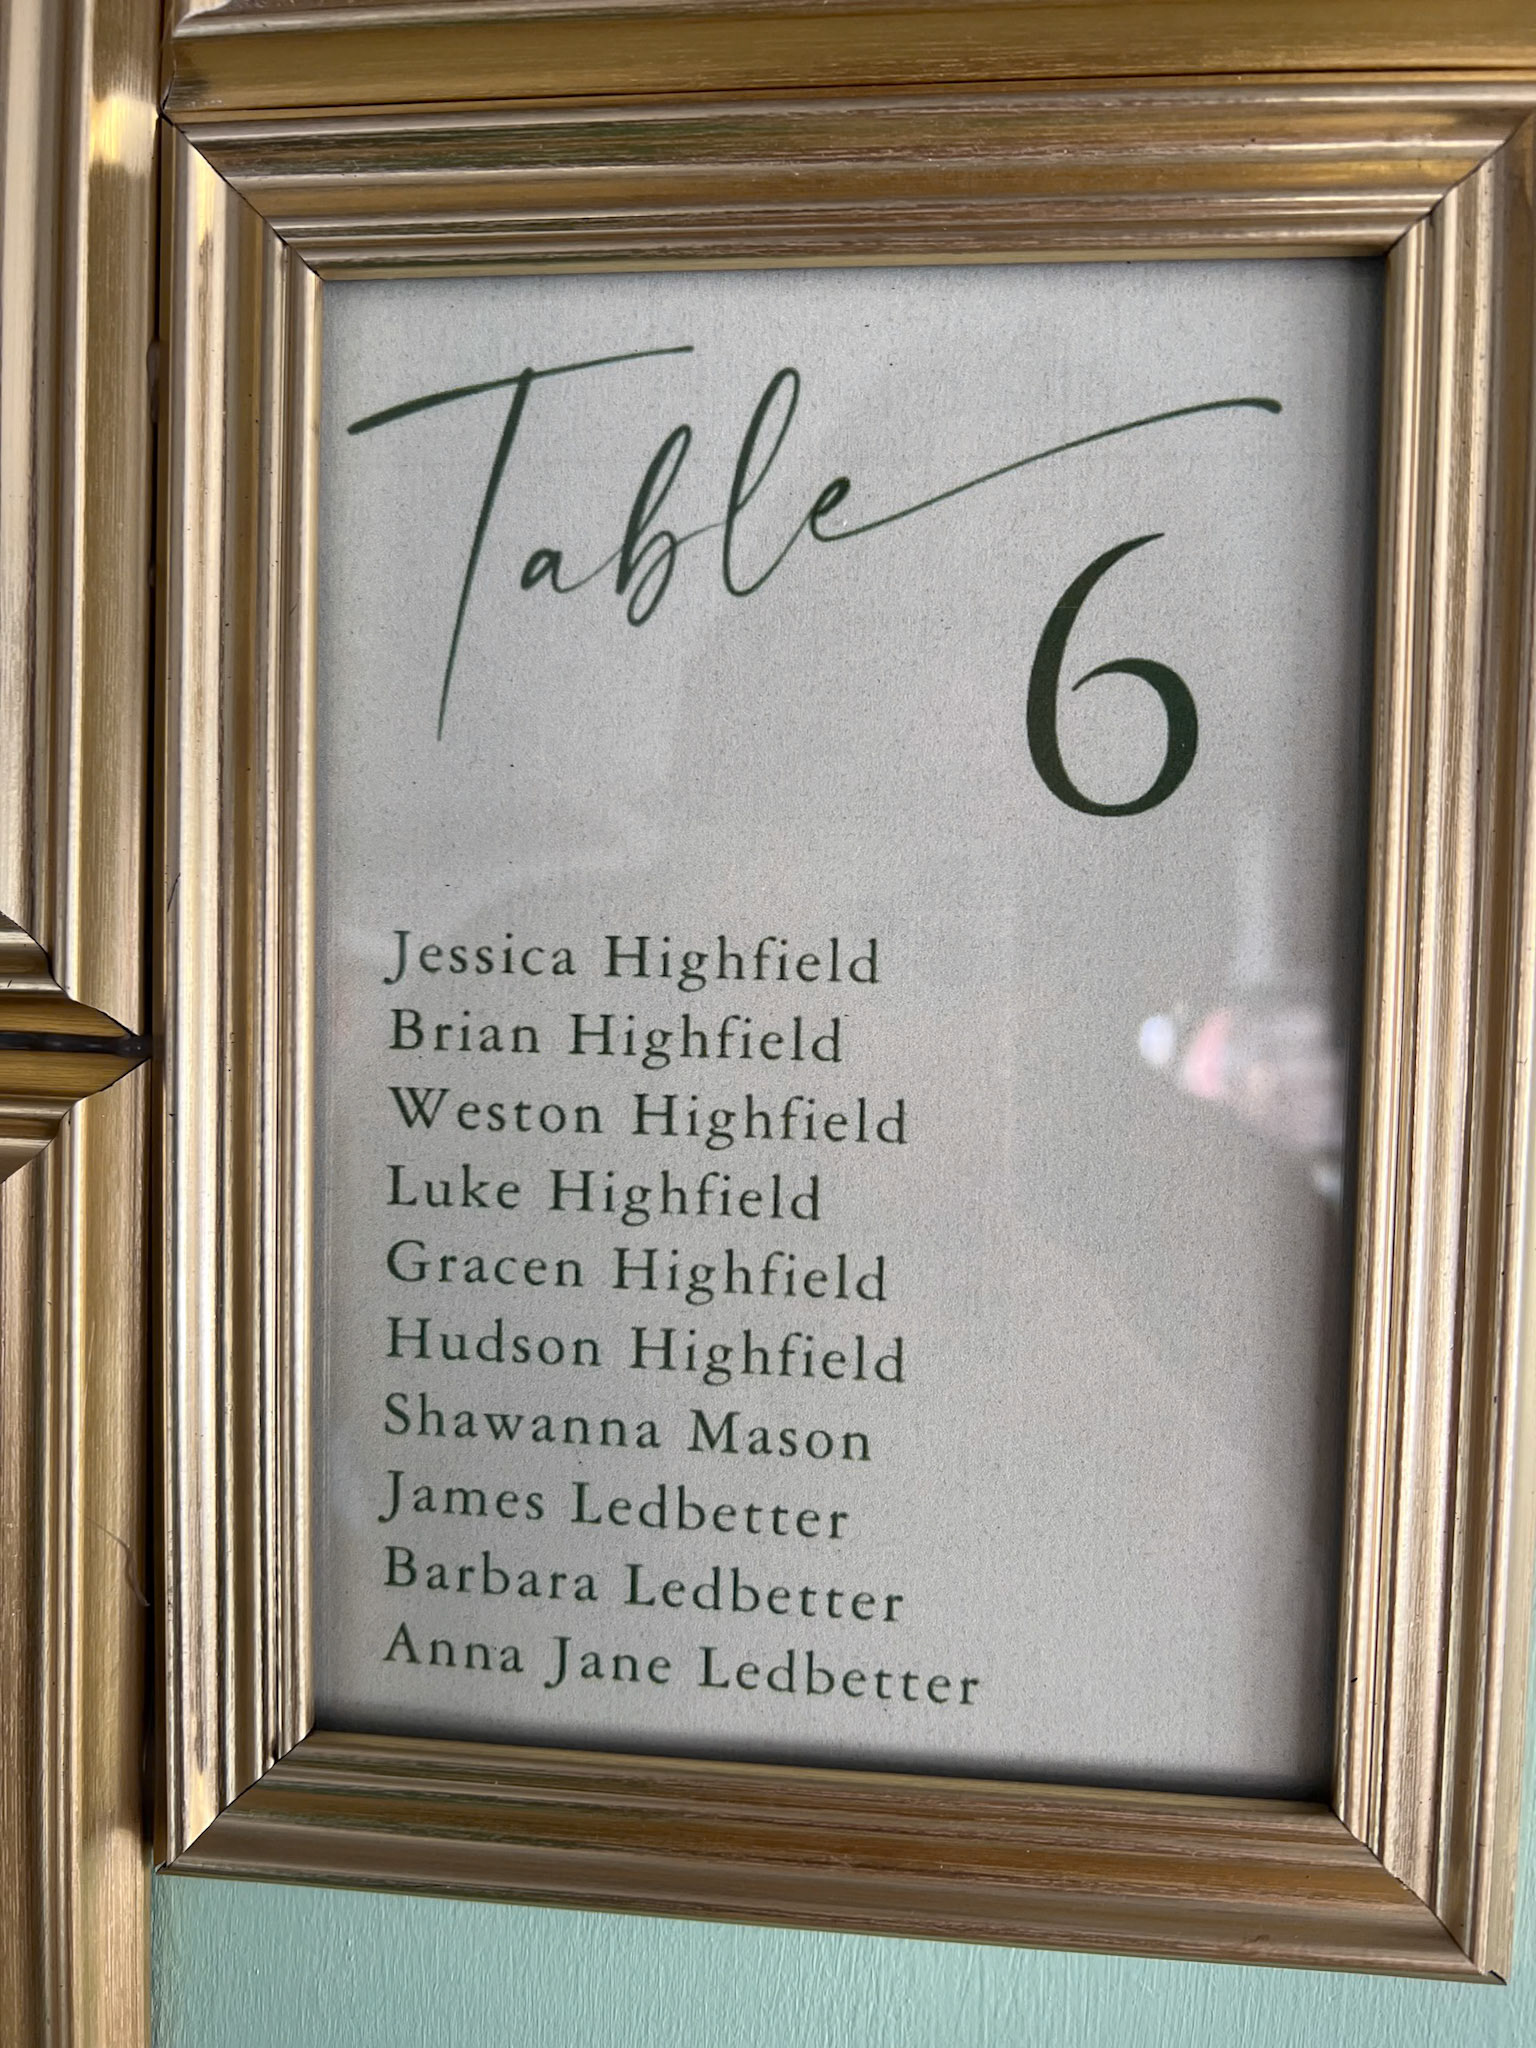 Table
6
Jessica Highfield
Brian Highfield
Weston Highfield
Luke Highfield
Gracen Highfield
Hudson Highfield
Shawanna Mason
James Ledbetter
Barbara Ledbetter
Anna Jane Ledbetter